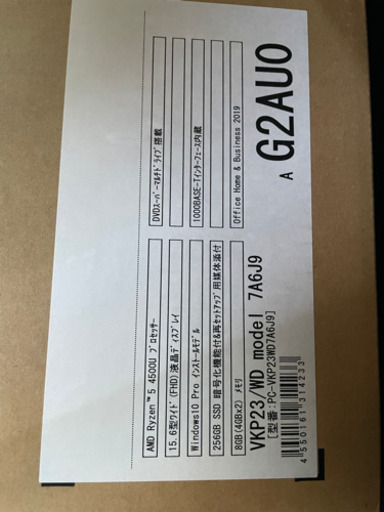 AMD Ryzen™ 5 4500U プロセッサー
DVDスーパーマルチドライブ搭載
15.6型ワイド(FHD)液晶ディスプレイ
Windows10 Pro インストールモデル
1000BASE-Tインターフェース内蔵
256GB SSD 暗号化機能付&再セットアップ用媒体添付
8GB(4GBx2) メモリ
Office Home & Business 2019
VKP23/WD model 7A6J9
[型番:PC-VKP23WD7A6J9]
A G2AU0
4 550161 314233